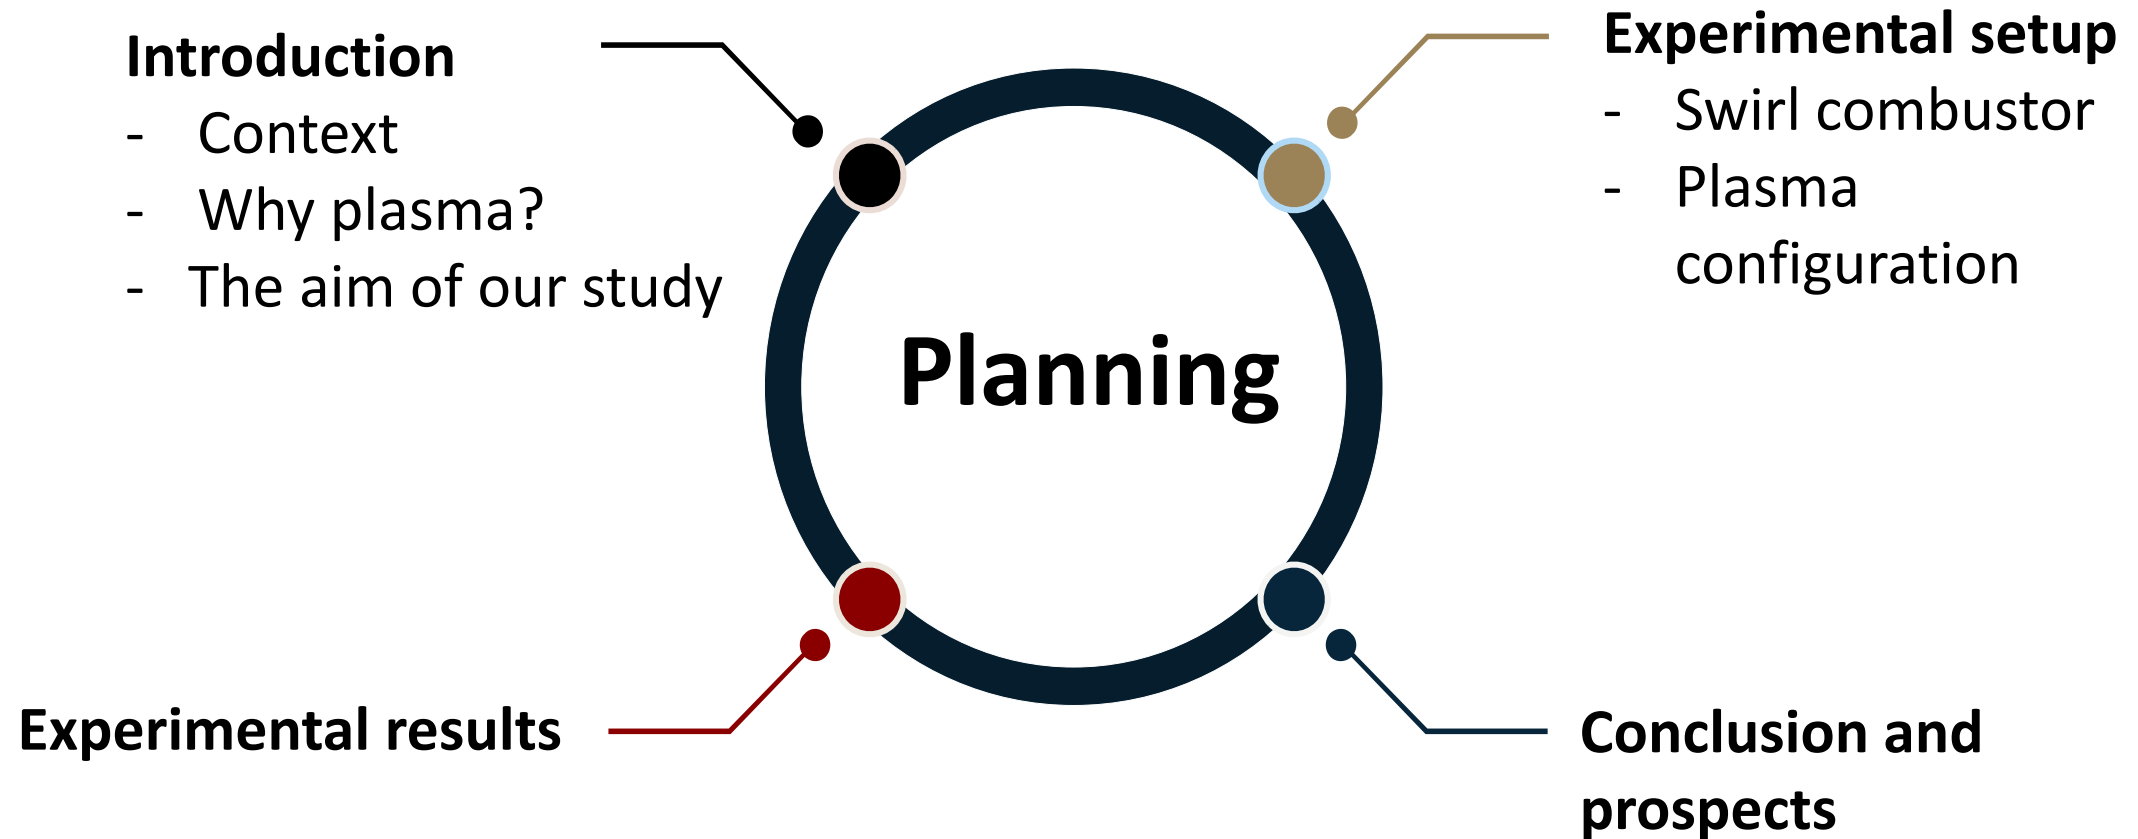 Introduction
- Context
- Why plasma?
- The aim of our study
Experimental setup
- Swirl combustor
- Plasma
configuration
Planning
Experimental results
Conclusion and
prospects